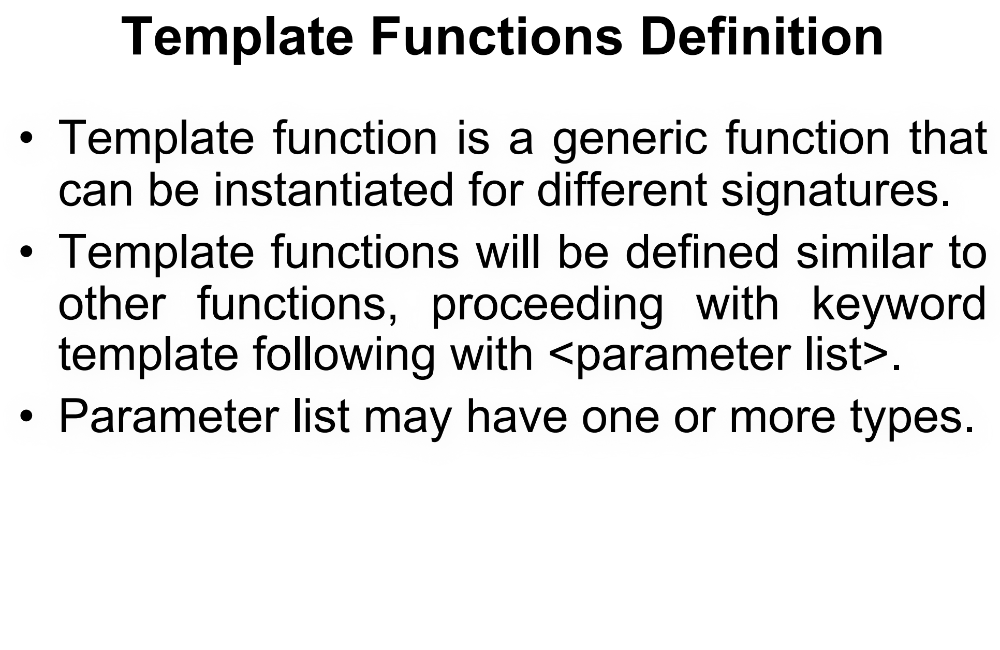 Template Functions Definition
• Template function is a generic function that
can be instantiated for different signatures.
• Template functions will be defined similar to
other functions, proceeding with keyword
template following with <parameter list>.
• Parameter list may have one or more types.